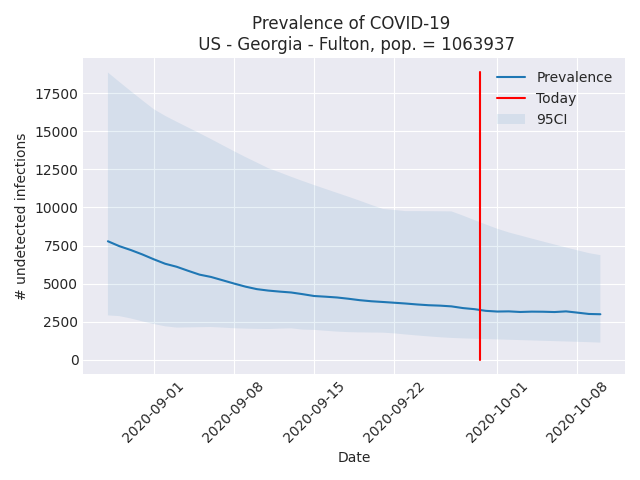 Prevalence of COVID-19
US - Georgia - Fulton, pop. = 1063937
Prevalence
Today
95CI
17500
15000
12500
10000
7500
5000
2500
0
# undetected infections
2020-09-01
2020-09-08
2020-09-15
2020-09-22
2020-10-01
2020-10-08
Date